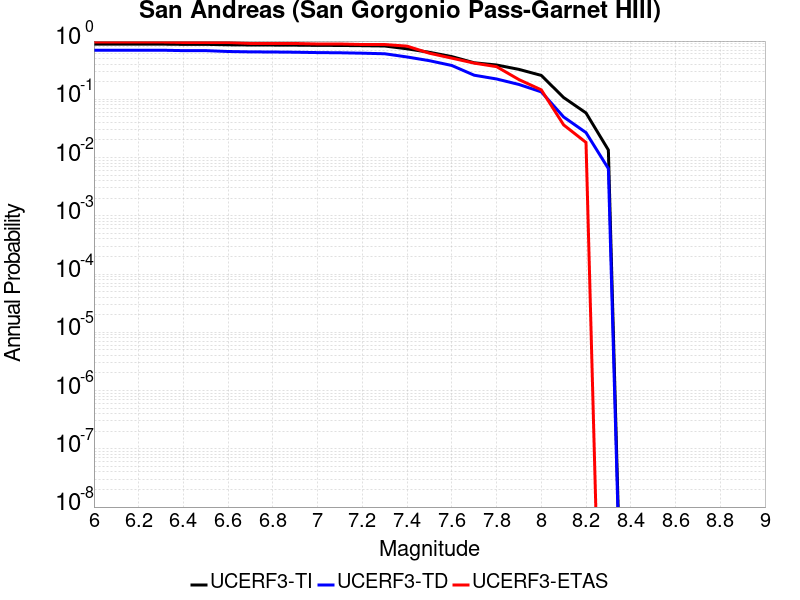 San Andreas (San Gorgonio Pass-Garnet HIll)
10^0
10^-1
10^-2
10^-3
10^-4
10^-5
10^-6
10^-7
10^-8
Annual Probability
6 6.2 6.4 6.6 6.8 7 7.2 7.4 7.6 7.8 8 8.2 8.4 8.6 8.8 9
Magnitude
UCERF3-TI UCERF3-TD UCERF3-ETAS